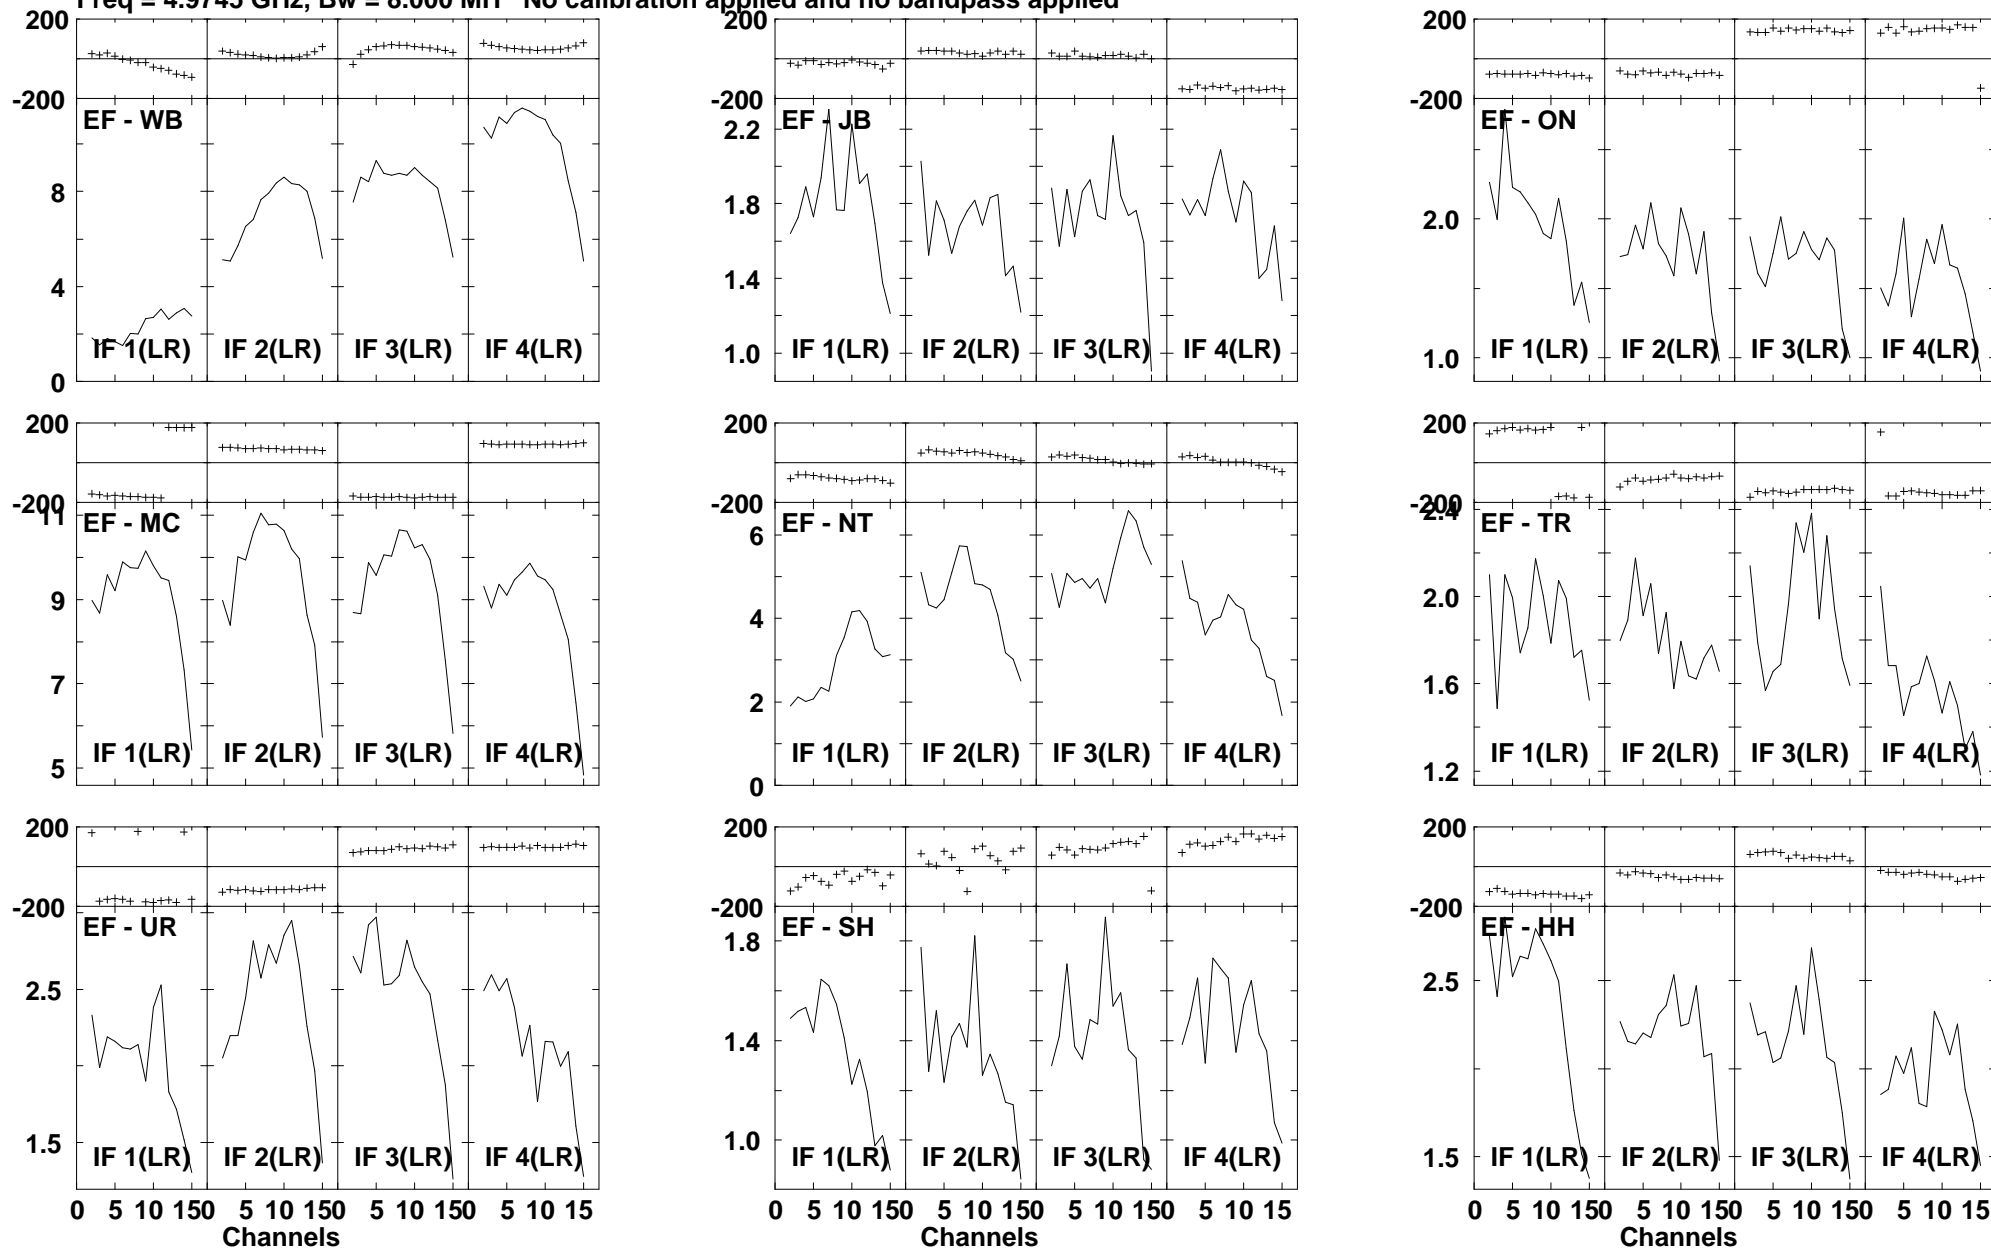 Freq = 4.9745 GHz, Bw = 8.000 MH No calibration applied and no bandpass applied
200 200 200
-200 -200 -200
EF - WB EF - JB EF - ON
8 4 0
2.2 1.8 1.4 1.0
2.0 1.0
IF 1(LR) IF 2(LR) IF 3(LR) IF 4(LR) IF 1(LR) IF 2(LR) IF 3(LR) IF 4(LR) IF 1(LR) IF 2(LR) IF 3(LR) IF 4(LR)
200 200 200
-200 -200 -200
EF - MC EF - NT EF - TR
11 9 7 5
6 4 2 0
2.4 2.0 1.6 1.2
IF 1(LR) IF 2(LR) IF 3(LR) IF 4(LR) IF 1(LR) IF 2(LR) IF 3(LR) IF 4(LR) IF 1(LR) IF 2(LR) IF 3(LR) IF 4(LR)
200 200 200
-200 -200 -200
EF - UR EF - SH EF - HH
2.5 1.5
1.8 1.4 1.0
2.5 1.5
IF 1(LR) IF 2(LR) IF 3(LR) IF 4(LR) IF 1(LR) IF 2(LR) IF 3(LR) IF 4(LR) IF 1(LR) IF 2(LR) IF 3(LR) IF 4(LR)
0 5 10 15 0 5 10 15 0 5 10 15 0 5 10 15 0 5 10 15 0 5 10 15 0 5 10 15 0 5 10 15 0 5 10 15 0 5 10 15 0 5 10 15 0 5 10 15
Channels Channels Channels